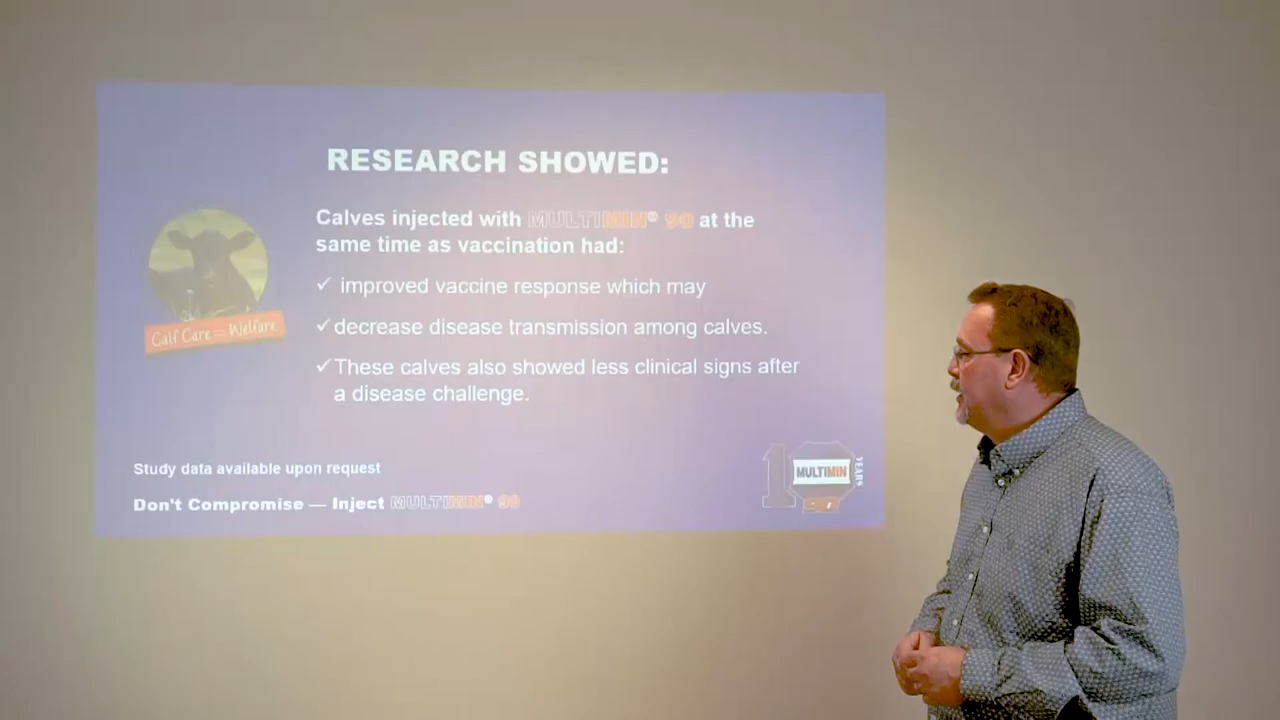 RESEARCH SHOWED:
Calves injected with MULTIMIN® 90 at the
same time as vaccination had:
✓ improved vaccine response which may
✓ decrease disease transmission among calves.
✓ These calves also showed less clinical signs after
a disease challenge.
Calf Care = Welfare
Study data available upon request
Don't Compromise — Inject MULTIMIN® 90
10
MULTIMIN
YEARS